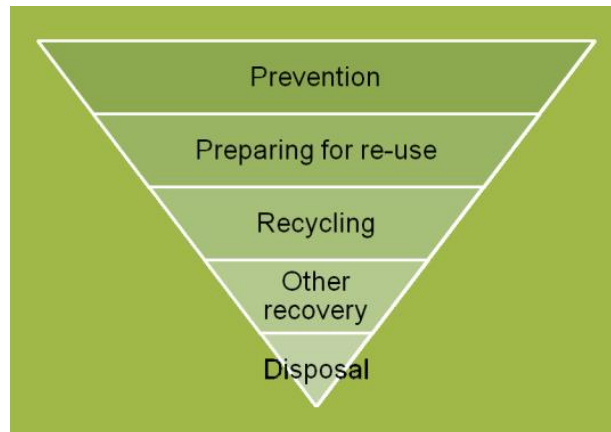 Prevention
Preparing for re-use
Recycling
Other
recovery
Disposal